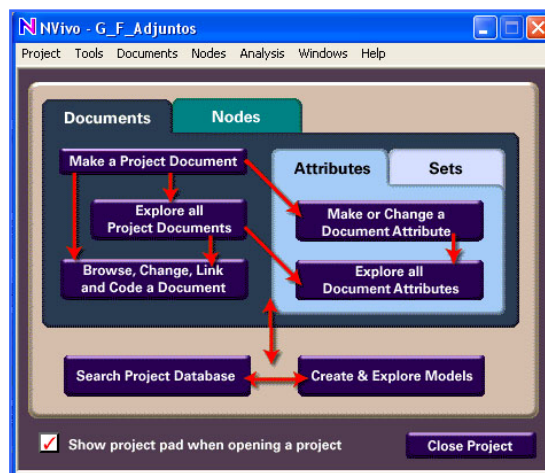 NVivo - G_F_Adjuntos
Project Tools Documents Nodes Analysis Windows Help
Documents
Nodes
Make a Project Document
Explore all
Project Documents
Browse, Change, Link
and Code a Document
Attributes
Sets
Make or Change a
Document Attribute
Explore all
Document Attributes
Search Project Database
Create & Explore Models
Show project pad when opening a project
Close Project